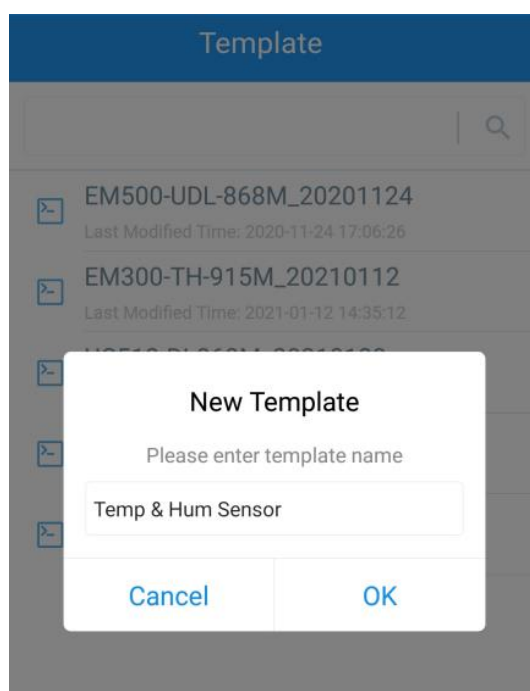 Template
EM500-UDL-868M_20201124
Last Modified Time: 2020-11-24 17:06:26
EM300-TH-915M_20210112
Last Modified Time: 2021-01-12 14:35:12
New Template
Please enter template name
Temp & Hum Sensor
Cancel
OK